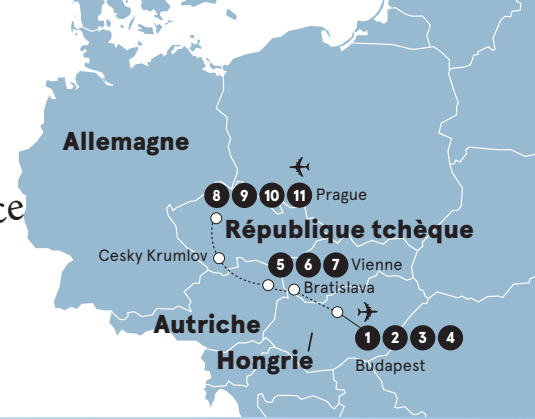 Allemagne
ce
8 9 10 11 Prague
République tchèque
Cesky Krumlov
5 6 7 Vienne
Bratislava
Autriche
1 2 3 4
Hongrie
Budapest